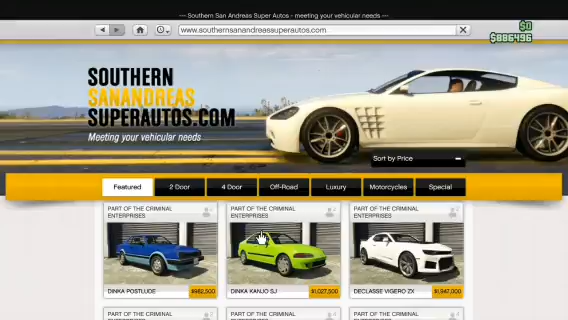 --- Southern San Andreas Super Autos - meeting your vehicular needs ---
www.southernsanandreassuperautos.com
$0
$886496
SOUTHERN
SANANDREAS
SUPERAUTOS.COM
Meeting your vehicular needs
Sort by Price
Featured
2 Door
4 Door
Off-Road
Luxury
Motorcycles
Special
PART OF THE CRIMINAL
ENTERPRISES
PART OF THE CRIMINAL
ENTERPRISES
PART OF THE CRIMINAL
ENTERPRISES
DINKA POSTLUDE
$982,500
DINKA KANJO SJ
$1,027,500
DECLASSE VIGERO ZX
$1,947,000
PART OF THE CRIMINAL
PART OF THE CRIMINAL
PART OF THE CRIMINAL